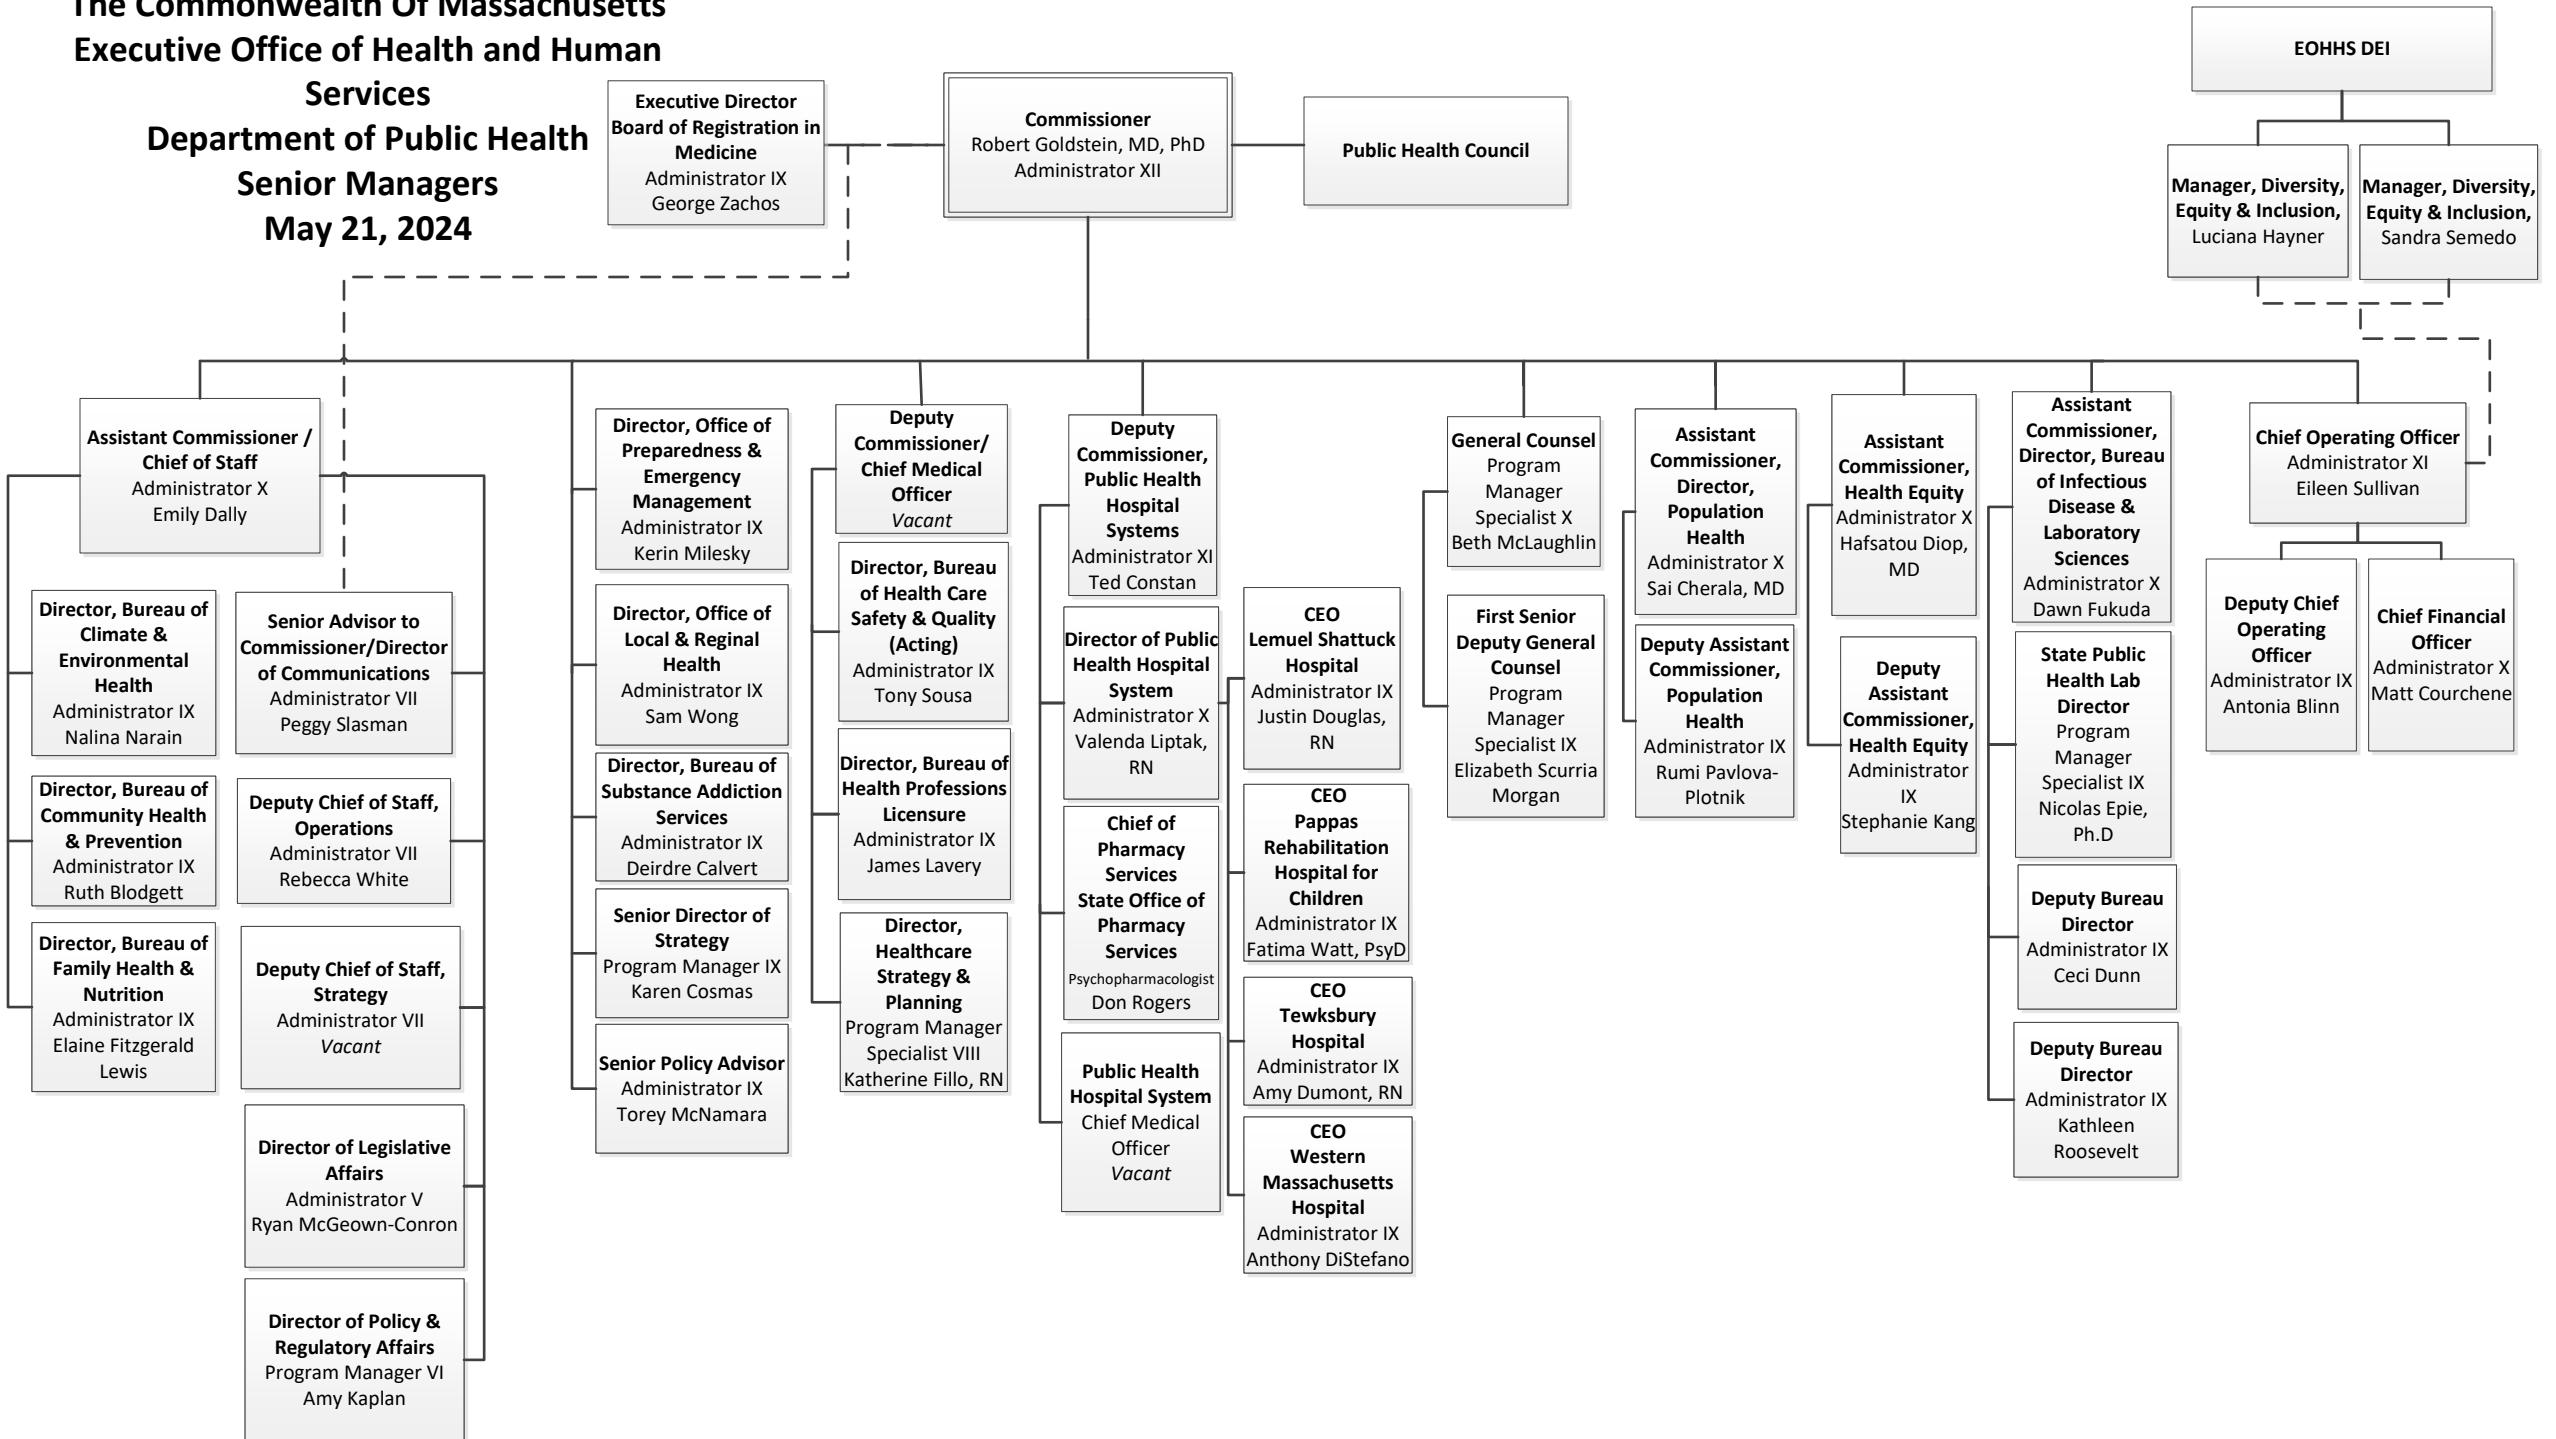 The Commonwealth Of Massachusetts
Executive Office of Health and Human
Services
Department of Public Health
Senior Managers
May 21, 2024
Executive Director
Board of Registration in
Medicine
Administrator IX
George Zachos
Commissioner
Robert Goldstein, MD, PhD
Administrator XII
Public Health Council
EOHHS DEI
Manager, Diversity,
Equity & Inclusion,
Luciana Hayner
Manager, Diversity,
Equity & Inclusion,
Sandra Semedo
Assistant Commissioner /
Chief of Staff
Administrator X
Emily Dally
Director, Bureau of
Climate &
Environmental
Health
Administrator IX
Nalina Narain
Director, Bureau of
Community Health
& Prevention
Administrator IX
Ruth Blodgett
Director, Bureau of
Family Health &
Nutrition
Administrator IX
Elaine Fitzgerald
Lewis
Senior Advisor to
Commissioner/Director
of Communications
Administrator VII
Peggy Slasman
Deputy Chief of Staff,
Operations
Administrator VII
Rebecca White
Deputy Chief of Staff,
Strategy
Administrator VII
Vacant
Director of Legislative
Affairs
Administrator V
Ryan McGeown-Conron
Director of Policy &
Regulatory Affairs
Program Manager VI
Amy Kaplan
Director, Office of
Preparedness &
Emergency
Management
Administrator IX
Kerin Milesky
Director, Office of
Local & Reginal
Health
Administrator IX
Sam Wong
Director, Bureau of
Substance Addiction
Services
Administrator IX
Deirdre Calvert
Senior Director of
Strategy
Program Manager IX
Karen Cosmas
Senior Policy Advisor
Administrator IX
Torey McNamara
Deputy
Commissioner/
Chief Medical
Officer
Vacant
Director, Bureau
of Health Care
Safety & Quality
(Acting)
Administrator IX
Tony Sousa
Director, Bureau of
Health Professions
Licensure
Administrator IX
James Lavery
Director,
Healthcare
Strategy &
Planning
Program Manager
Specialist VIII
Katherine Fillo, RN
Deputy
Commissioner,
Public Health
Hospital
Systems
Administrator XI
Ted Constan
Director of Public
Health Hospital
System
Administrator X
Valenda Liptak,
RN
Chief of
Pharmacy
Services
State Office of
Pharmacy
Services
Psychopharmacologist
Don Rogers
Public Health
Hospital System
Chief Medical
Officer
Vacant
CEO
Lemuel Shattuck
Hospital
Administrator IX
Justin Douglas,
RN
CEO
Pappas
Rehabilitation
Hospital for
Children
Administrator IX
Fatima Watt, PsyD
CEO
Tewksbury
Hospital
Administrator IX
Amy Dumont, RN
CEO
Western
Massachusetts
Hospital
Administrator IX
Anthony DiStefano
General Counsel
Program
Manager
Specialist X
Beth McLaughlin
First Senior
Deputy General
Counsel
Program
Manager
Specialist IX
Elizabeth Scurria
Morgan
Assistant
Commissioner,
Director,
Population
Health
Administrator X
Sai Cherala, MD
Deputy Assistant
Commissioner,
Population
Health
Administrator IX
Rumi Pavlova-
Plotnik
Assistant
Commissioner,
Health Equity
Administrator X
Hafsatou Diop,
MD
Deputy
Assistant
Commissioner,
Health Equity
Administrator
IX
Stephanie Kang
Assistant
Commissioner,
Director, Bureau
of Infectious
Disease &
Laboratory
Sciences
Administrator X
Dawn Fukuda
State Public
Health Lab
Director
Program
Manager
Specialist IX
Nicolas Epie,
Ph.D
Deputy Bureau
Director
Administrator IX
Ceci Dunn
Deputy Bureau
Director
Administrator IX
Kathleen
Roosevelt
Chief Operating Officer
Administrator XI
Eileen Sullivan
Deputy Chief
Operating
Officer
Administrator IX
Antonia Blinn
Chief Financial
Officer
Administrator X
Matt Courchene